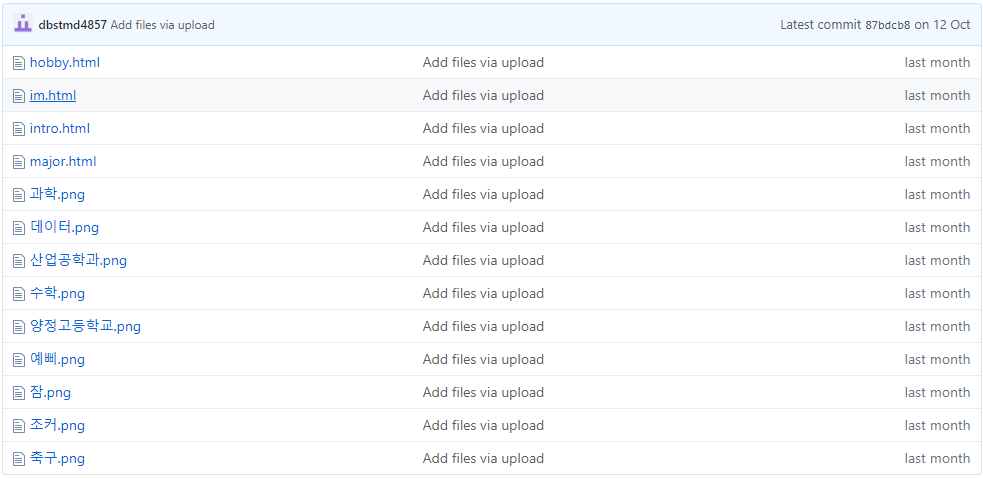 dbstmd4857 Add files via upload Latest commit 87bdcb8 on 12 Oct
hobby.html Add files via upload last month
im.html Add files via upload last month
intro.html Add files via upload last month
major.html Add files via upload last month
과학.png Add files via upload last month
데이터.png Add files via upload last month
산업공학과.png Add files via upload last month
수학.png Add files via upload last month
양정고등학교.png Add files via upload last month
예삐.png Add files via upload last month
잠.png Add files via upload last month
조커.png Add files via upload last month
축구.png Add files via upload last month